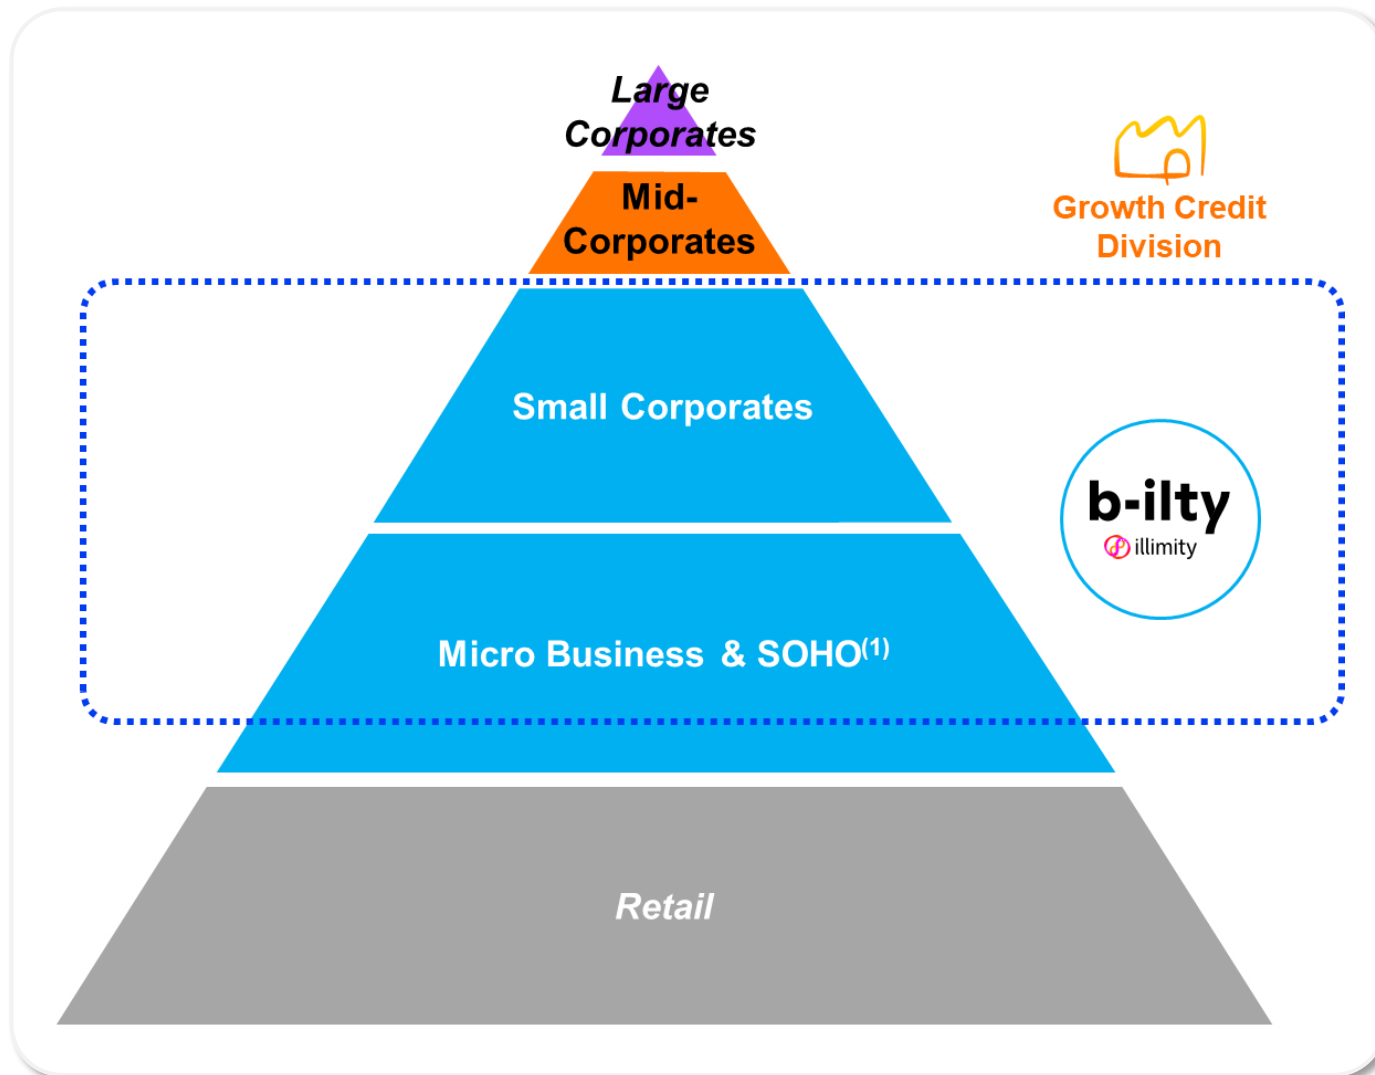 Large
Corporates
Mid-
Corporates
Growth Credit
Division
Small Corporates
b-ilty
illimity
Micro Business & SOHO(1)
Retail